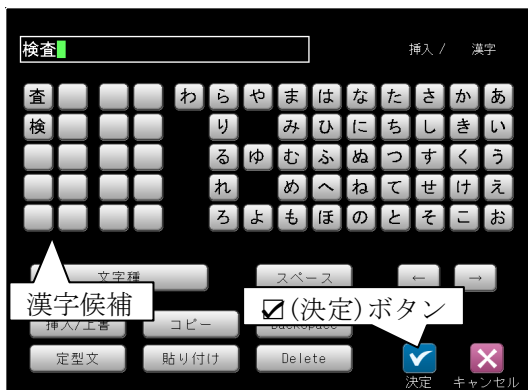 検査
挿入 / 漢字
査 わ ら や ま は な た さ か あ
検 り み ひ に ち し き い
る ゆ む ふ ぬ つ す く う
れ め へ ね て せ け え
ろ よ も ほ の と そ こ お
文字種 スペース ← →
漢字候補
☑(決定)ボタン
挿入/上書 コピー Backspace
定型文 貼り付け Delete
決定 キャンセル